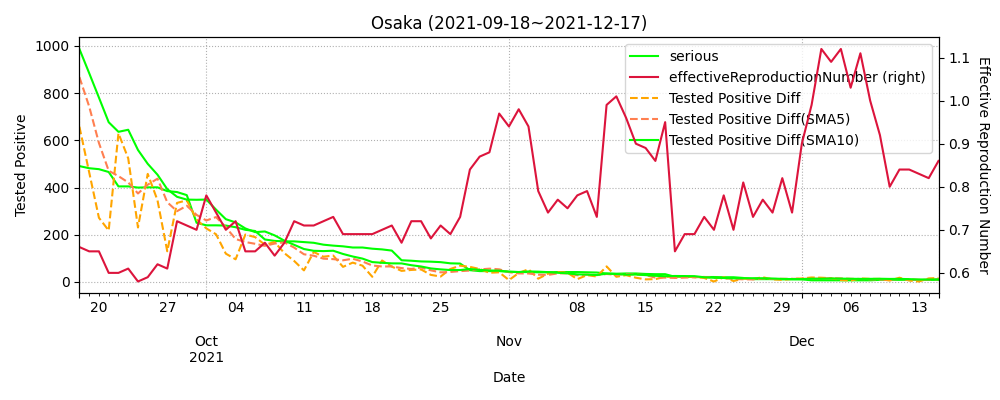 Osaka (2021-09-18~2021-12-17)
serious
effectiveReproductionNumber (right)
Tested Positive Diff
Tested Positive Diff(SMA5)
Tested Positive Diff(SMA10)
Tested Positive
1000
800
600
400
200
0
1.1
1.0
0.9
0.8
0.7
0.6
Effective Reproduction Number
20 27 04 11 18 25 08 15 22 29 06 13
Oct Nov Dec
2021
Date